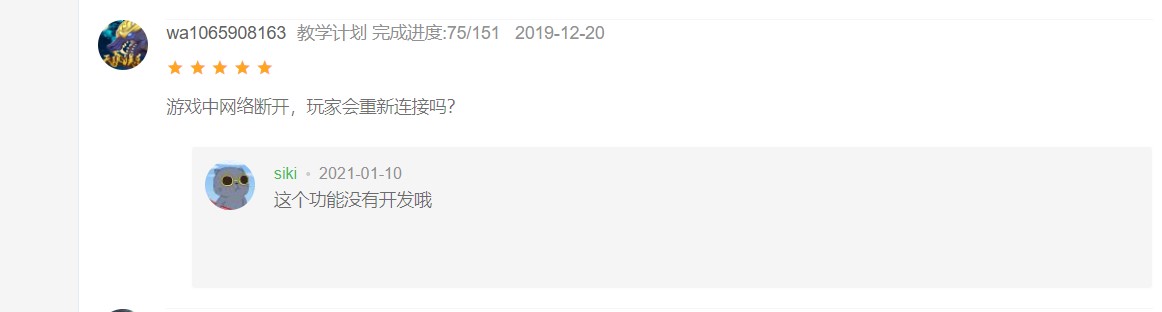 wa1065908163 教学计划 完成进度:75/151 2019-12-20
游戏中网络断开，玩家会重新连接吗？
siki • 2021-01-10
这个功能没有开发哦